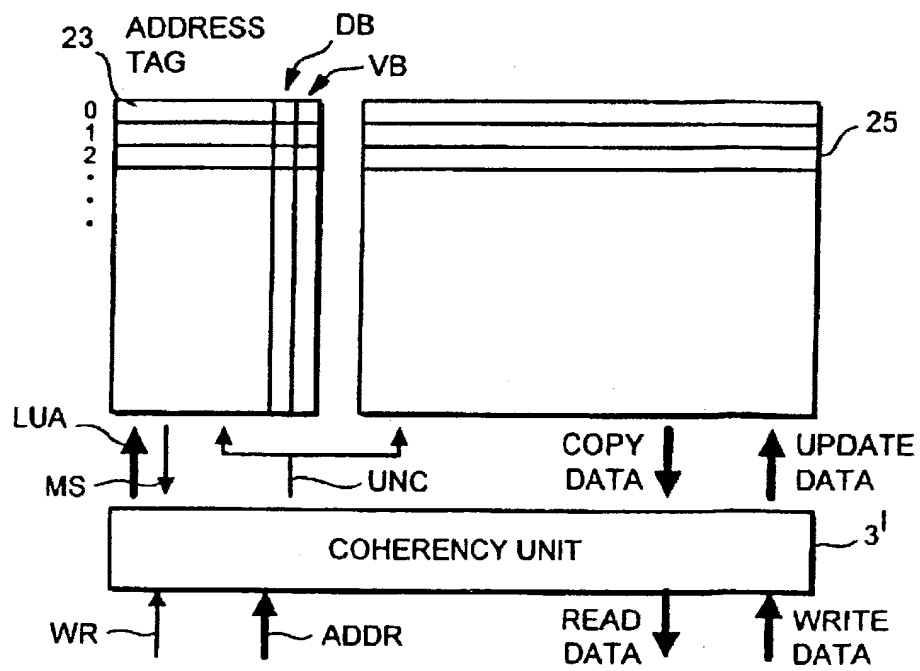 23
ADDRESS
TAG
DB
VB
0
1
2
25
LUA
MS
UNC
COPY
DATA
UPDATE
DATA
COHERENCY UNIT
3'
WR
ADDR
READ
DATA
WRITE
DATA